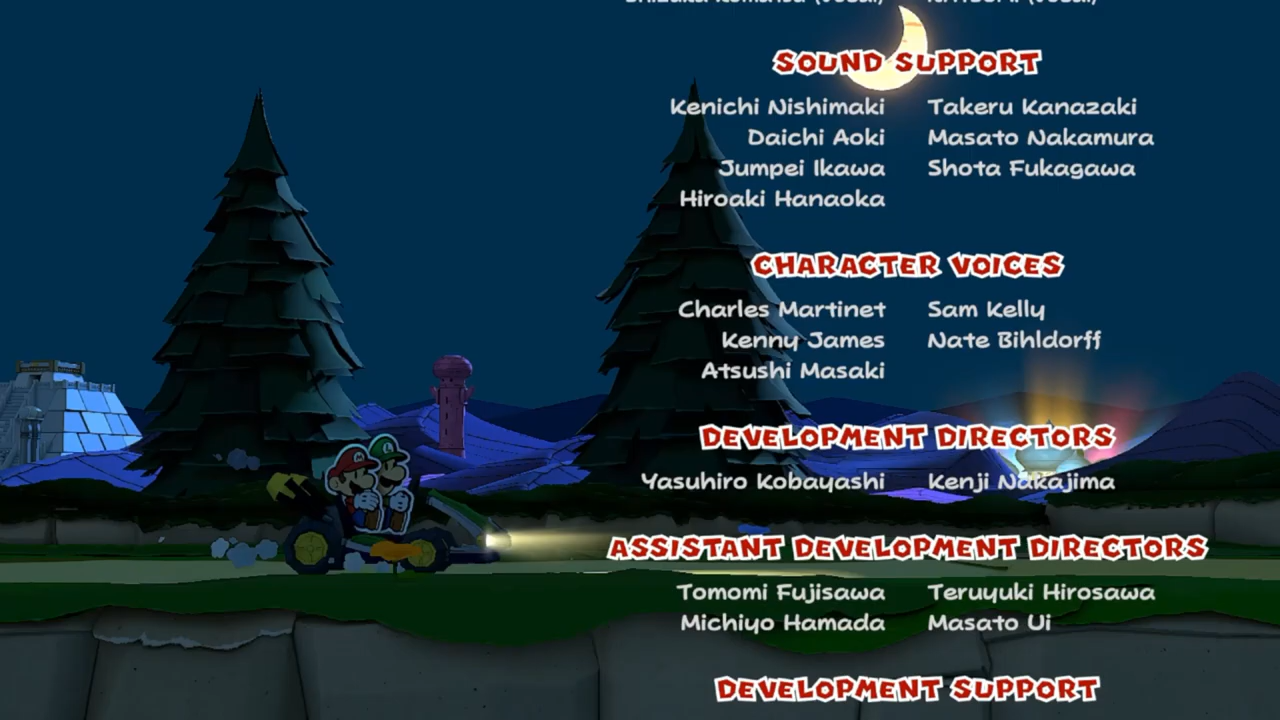 SOUND SUPPORT
Kenichi Nishimaki Takeru Kanazaki
Daichi Aoki Masato Nakamura
Jumpei Ikawa Shota Fukagawa
Hiroaki Hanaoka
CHARACTER VOICES
Charles Martinet Sam Kelly
Kenny James Nate Bihldorff
Atsushi Masaki
DEVELOPMENT DIRECTORS
Yasuhiro Kobayashi Kenji Nakajima
ASSISTANT DEVELOPMENT DIRECTORS
Tomomi Fujisawa Teruyuki Hirosawa
Michiyo Hamada Masato Ui
DEVELOPMENT SUPPORT